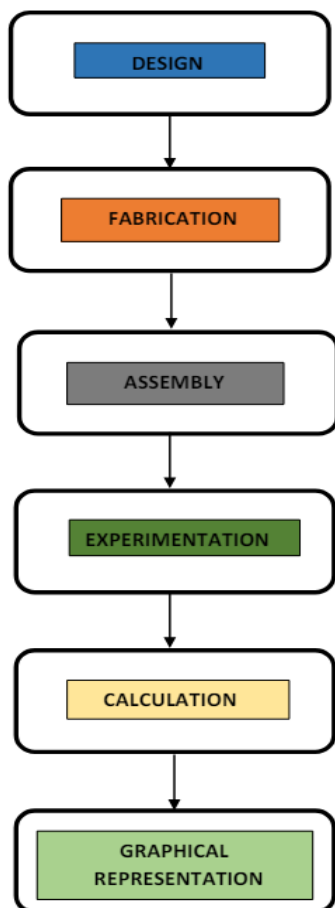 DESIGN
FABRICATION
ASSEMBLY
EXPERIMENTATION
CALCULATION
GRAPHICAL
REPRESENTATION